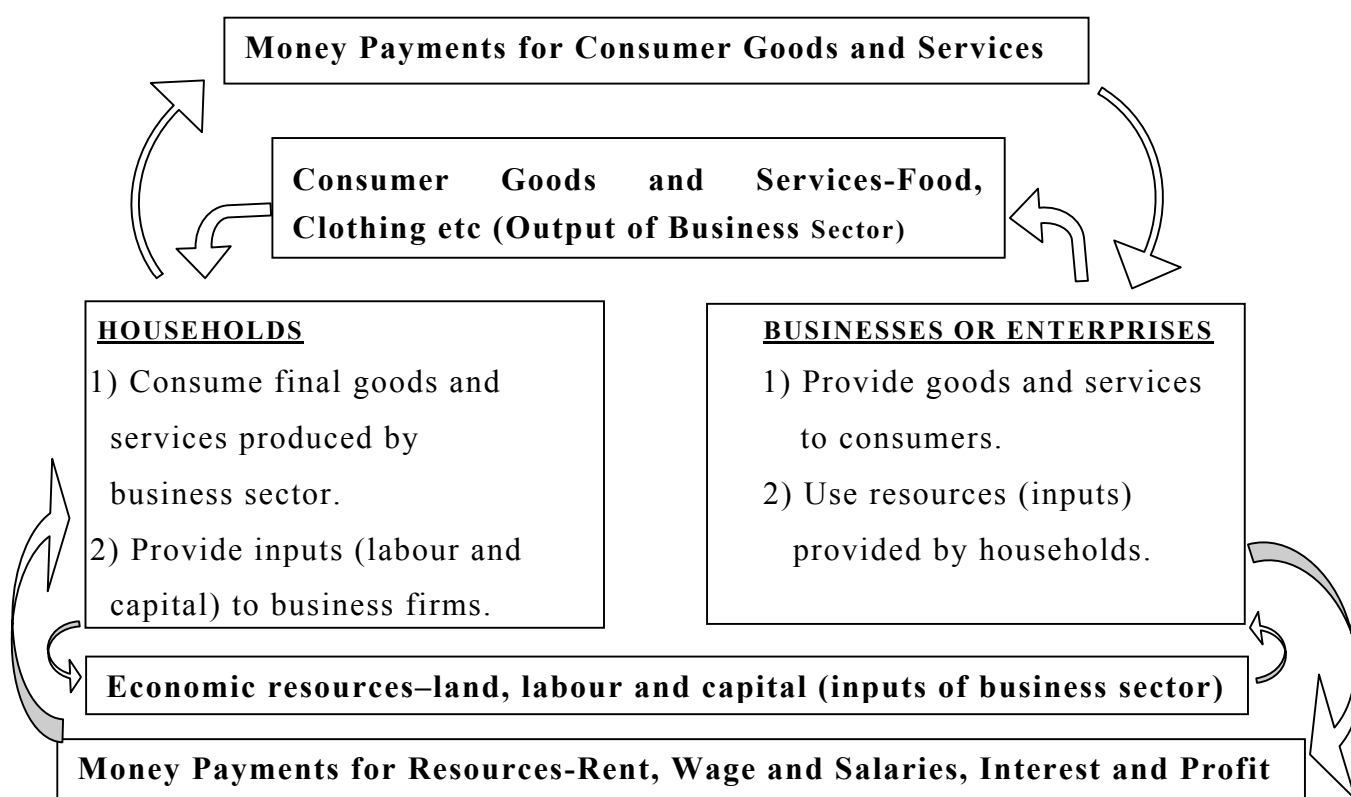 Money Payments for Consumer Goods and Services
Consumer Goods and Services-Food,
Clothing etc (Output of Business Sector)
HOUSEHOLDS
1) Consume final goods and
services produced by
business sector.
2) Provide inputs (labour and
capital) to business firms.
BUSINESSES OR ENTERPRISES
1) Provide goods and services
to consumers.
2) Use resources (inputs)
provided by households.
Economic resources–land, labour and capital (inputs of business sector)
Money Payments for Resources-Rent, Wage and Salaries, Interest and Profit